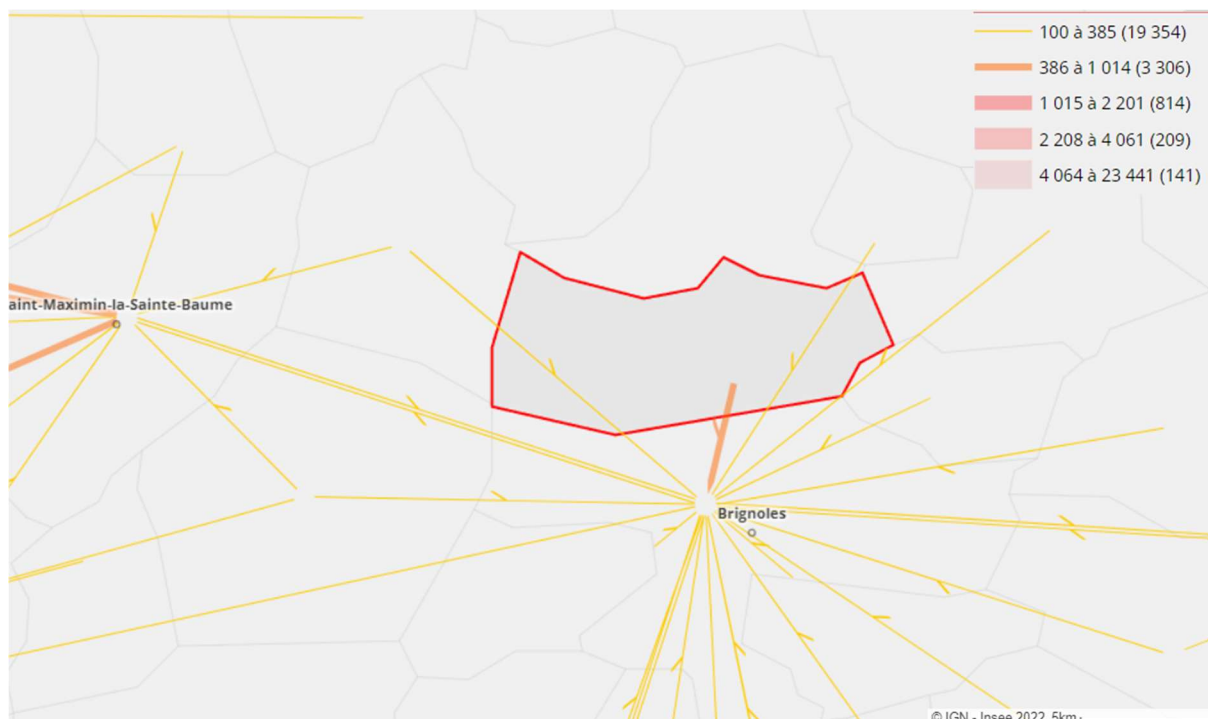 100 à 385 (19 354)
386 à 1 014 (3 306)
1 015 à 2 201 (814)
2 208 à 4 061 (209)
4 064 à 23 441 (141)
aint-Maximin-la-Sainte-Baume
Brignoles
© IGN - Insee 2022, 5km